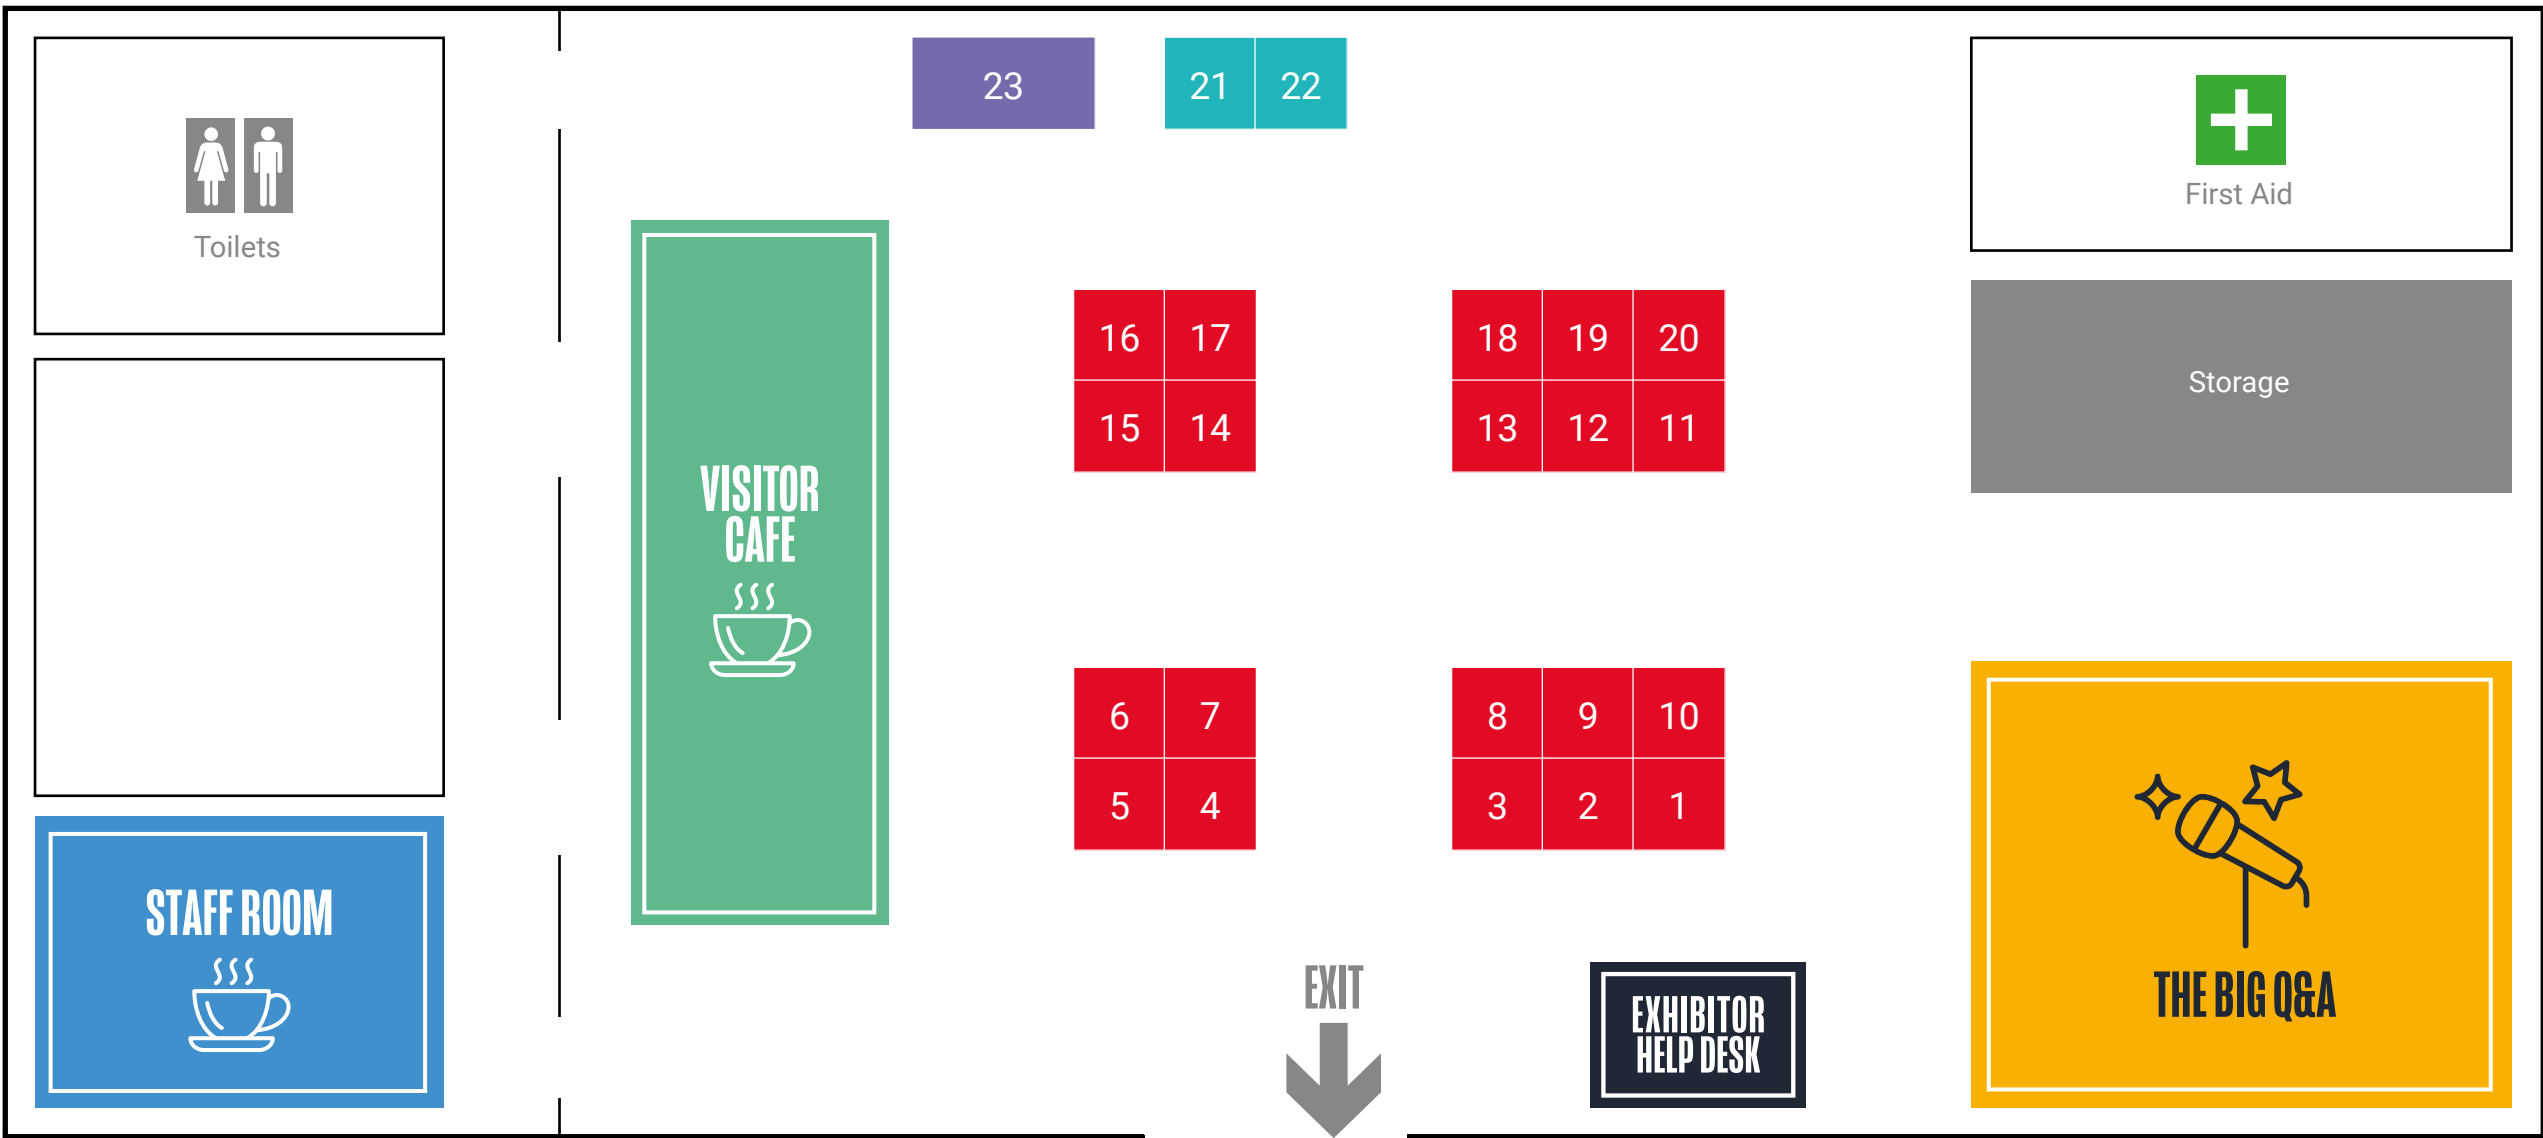 23
21 22
Toilets
First Aid
16 17
18 19 20
Storage
15 14
13 12 11
VISITOR
CAFE
6 7
8 9 10
5 4
3 2 1
STAFF ROOM
EXIT
EXHIBITOR
HELP DESK
THE BIG Q&A